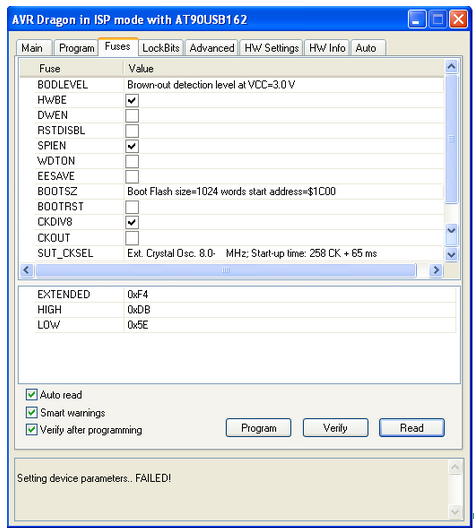 AVR Dragon in ISP mode with AT90USB162
Main Program Fuses LockBits Advanced HW Settings HW Info Auto
Fuse Value
BODLEVEL Brown-out detection level at VCC=3.0 V
HWBE
DWEN
RSTDISBL
SPIEN
WDTON
EESAVE
BOOTSZ Boot Flash size=1024 words start address=$1C00
BOOTRST
CKDIV8
CKOUT
SUT_CKSEL Ext. Crystal Osc. 8.0- MHz; Start-up time: 258 CK + 65 ms
EXTENDED 0xF4
HIGH 0xDB
LOW 0x5E
Auto read
Smart warnings
Verify after programming
Program Verify Read
Setting device parameters.. FAILED!